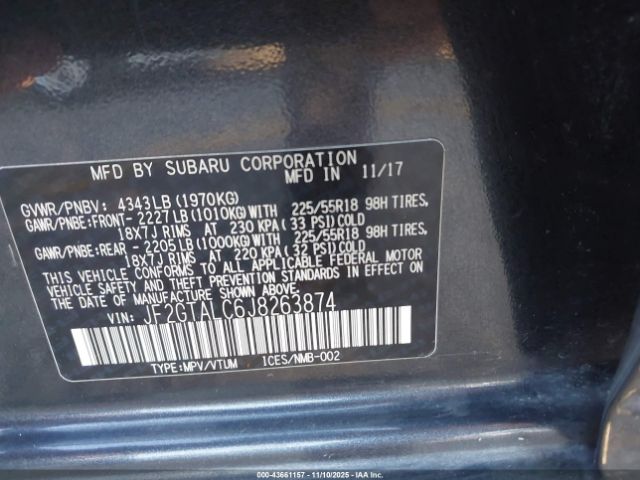 MFD BY SUBARU CORPORATION
MFD IN 11/17
GVWR/PNBV: 4343LB (1970KG)
GAWR/PNBE:FRONT- 2227LB (1010KG) WITH 225/55R18 98H TIRES,
18X7J RIMS AT 230 KPA (33 PSI) COLD
GAWR/PNBE:REAR - 2205LB (1000KG) WITH 225/55R18 98H TIRES,
18X7J RIMS AT 220 KPA (32 PSI) COLD
THIS VEHICLE CONFORMS TO ALL APPLICABLE FEDERAL MOTOR
VEHICLE SAFETY AND THEFT PREVENTION STANDARDS IN EFFECT ON
THE DATE OF MANUFACTURE SHOWN ABOVE.
VIN: JF2GTALC6J8263874
TYPE:MPV/VTUM ICES/NMB-002
00-43661157 - 11/10/2025 - Copyright IAA, Inc.